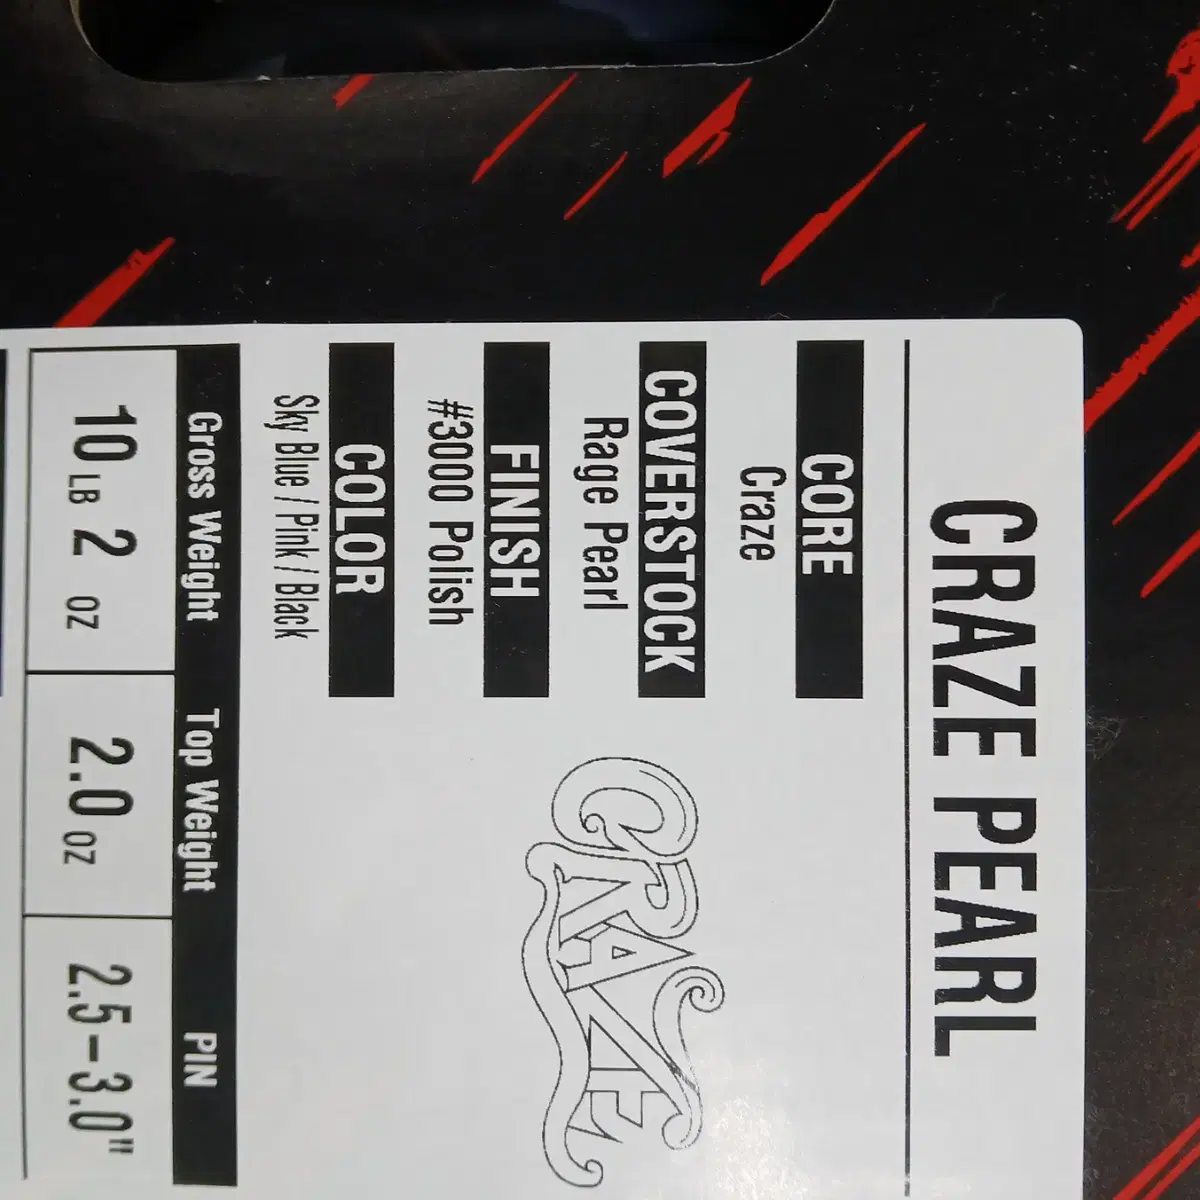 CRAZE PEARL
CORE
Craze
COVERSTOCK
Rage Pearl
FINISH
#3000 Polish
COLOR
Sky Blue / Pink / Black
CRAZE
Gross Weight Top Weight PIN
10 LB 2 OZ 2.0 OZ 2.5-3.0"